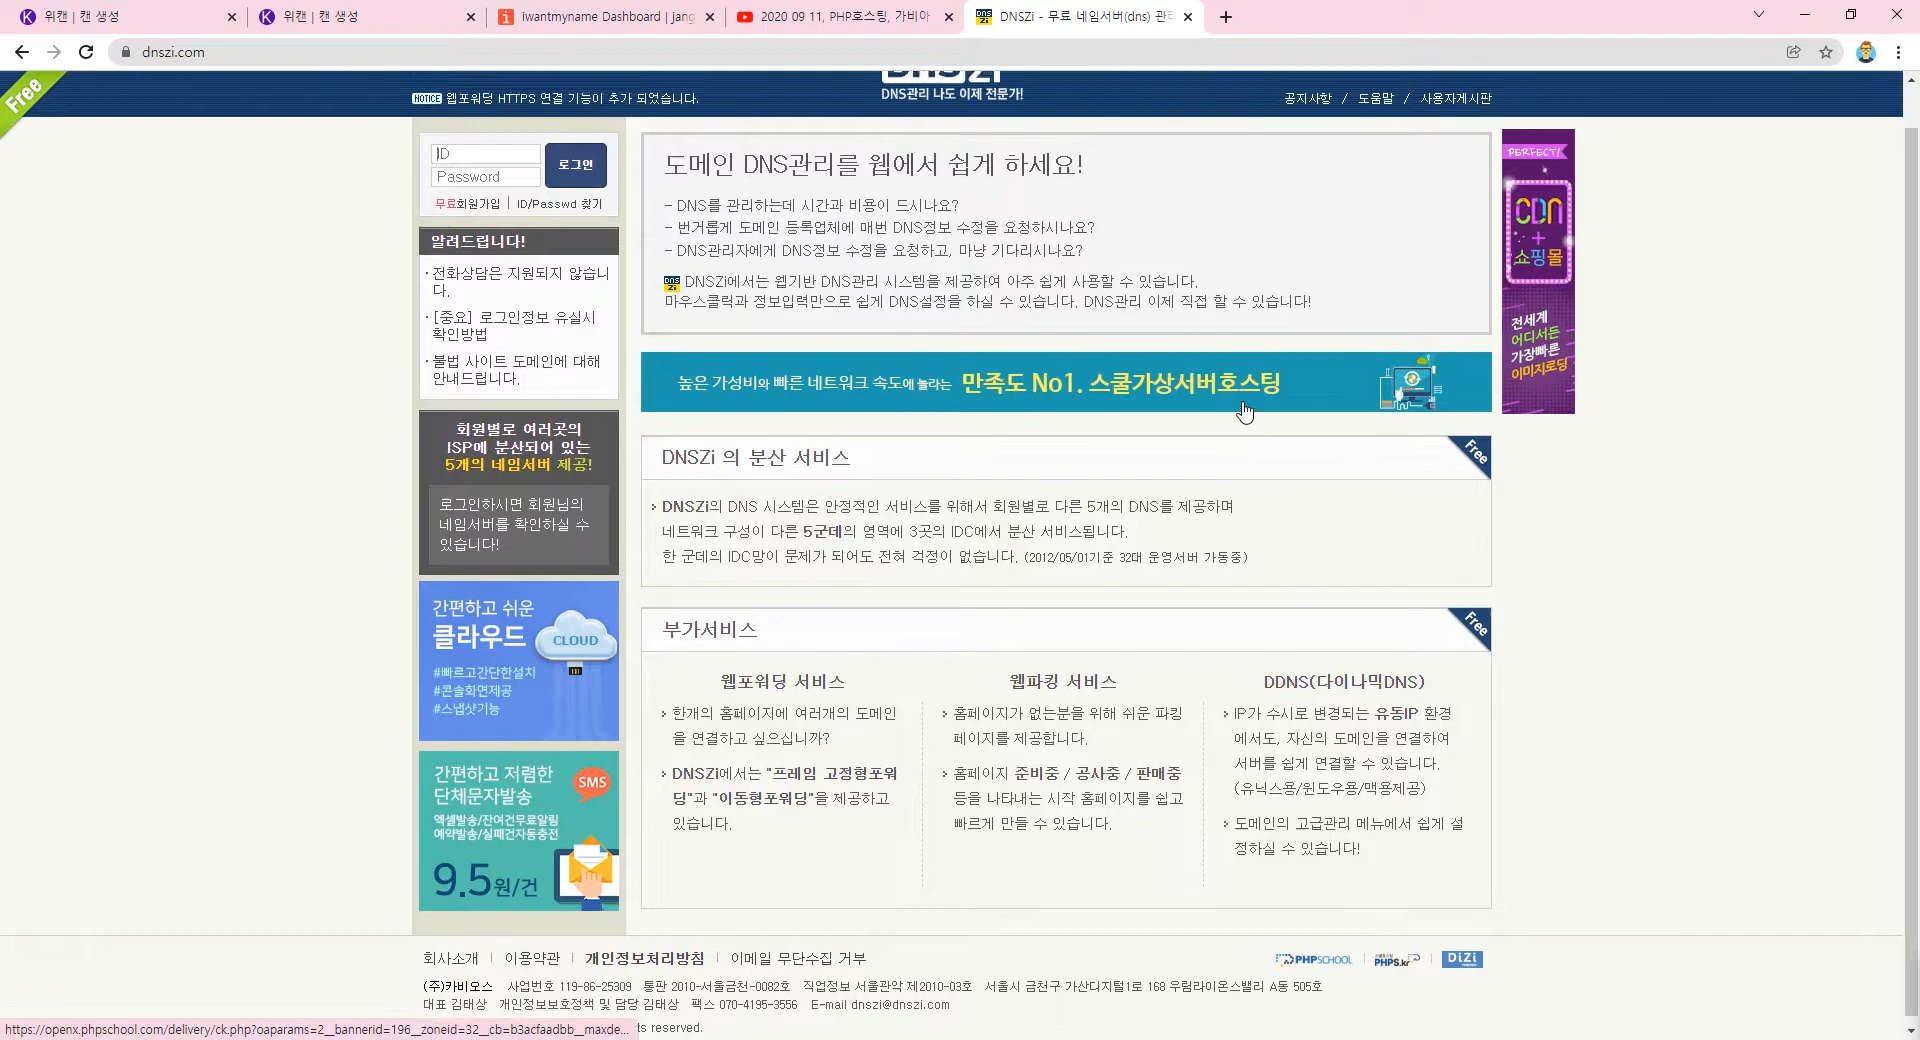 위캔 | 캔 생성
위캔 | 캔 생성
iwantmyname Dashboard | jang
2020 09 11, PHP호스팅, 가비아
DNSZi - 무료 네임서버(dns) 관리
dnszi.com
Free
DNSZi
DNS관리 나도 이제 전문가!
NOTICE 웹포워딩 HTTPS 연결 기능이 추가 되었습니다.
공지사항 / 도움말 / 사용자게시판
ID
Password
로그인
무료회원가입 | ID/Passwd 찾기
알려드립니다!
· 전화상담은 지원되지 않습니
다.
· [중요] 로그인정보 유실시
확인방법
· 불법 사이트 도메인에 대해
안내드립니다.
회원별로 여러곳의
ISP에 분산되어 있는
5개의 네임서버 제공!
로그인하시면 회원님의
네임서버를 확인하실 수
있습니다!
간편하고 쉬운
클라우드
CLOUD
#빠르고간단한설치
#콘솔화면제공
#스냅샷기능
간편하고 저렴한
단체문자발송
SMS
엑셀발송/잔여건무료알림
예약발송/실패건자동충전
9.5원/건
도메인 DNS관리를 웹에서 쉽게 하세요!
- DNS를 관리하는데 시간과 비용이 드시나요?
- 번거롭게 도메인 등록업체에 매번 DNS정보 수정을 요청하시나요?
- DNS관리자에게 DNS정보 수정을 요청하고, 마냥 기다리시나요?
DNS Zi DNSZi에서는 웹기반 DNS관리 시스템을 제공하여 아주 쉽게 사용할 수 있습니다.
마우스클릭과 정보입력만으로 쉽게 DNS설정을 하실 수 있습니다. DNS관리 이제 직접 할 수 있습니다!
높은 가성비와 빠른 네트워크 속도에 놀라는 만족도 No1. 스쿨가상서버호스팅
DNSZi 의 분산 서비스
Free
› DNSZi의 DNS 시스템은 안정적인 서비스를 위해서 회원별로 다른 5개의 DNS를 제공하며
네트워크 구성이 다른 5군데의 영역에 3곳의 IDC에서 분산 서비스됩니다.
한 군데의 IDC망이 문제가 되어도 전혀 걱정이 없습니다. (2012/05/01기준 32대 운영서버 가동중)
부가서비스
Free
웹포워딩 서비스
› 한개의 홈페이지에 여러개의 도메인
을 연결하고 싶으십니까?
› DNSZi에서는 "프레임 고정형포워
딩"과 "이동형포워딩"을 제공하고
있습니다.
웹파킹 서비스
› 홈페이지가 없는분을 위해 쉬운 파킹
페이지를 제공합니다.
› 홈페이지 준비중 / 공사중 / 판매중
등을 나타내는 시작 홈페이지를 쉽고
빠르게 만들 수 있습니다.
DDNS(다이나믹DNS)
› IP가 수시로 변경되는 유동IP 환경
에서도, 자신의 도메인을 연결하여
서버를 쉽게 연결할 수 있습니다.
(유닉스용/윈도우용/맥용제공)
› 도메인의 고급관리 메뉴에서 쉽게 설
정하실 수 있습니다!
PERFECT!
CDN
+
쇼핑몰
전세계
어디서든
가장빠른
이미지로딩
회사소개 | 이용약관 | 개인정보처리방침 | 이메일 무단수집 거부
PHPSCHOOL | PHPS.kr | DiZi
(주)카비오스 사업번호 119-86-25309 통판 2010-서울금천-0082호 직업정보 서울관악 제2010-03호 서울시 금천구 가산디지털1로 168 우림라이온스밸리 A동 505호
대표 김태상 개인정보보호정책 및 담당 김태상 팩스 070-4195-3556 E-mail dnszi@dnszi.com
ts reserved.
https://openx.phpschool.com/delivery/ck.php?oaparams=2__bannerid=196__zoneid=32__cb=b3acfaadbb__maxde...